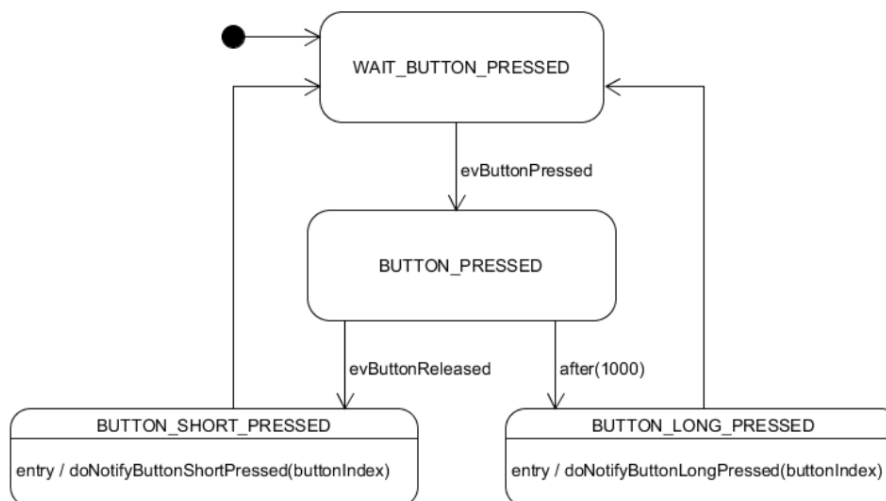 WAIT_BUTTON_PRESSED
evButtonPressed
BUTTON_PRESSED
evButtonReleased
after(1000)
BUTTON_SHORT_PRESSED
entry / doNotifyButtonShortPressed(buttonIndex)
BUTTON_LONG_PRESSED
entry / doNotifyButtonLongPressed(buttonIndex)